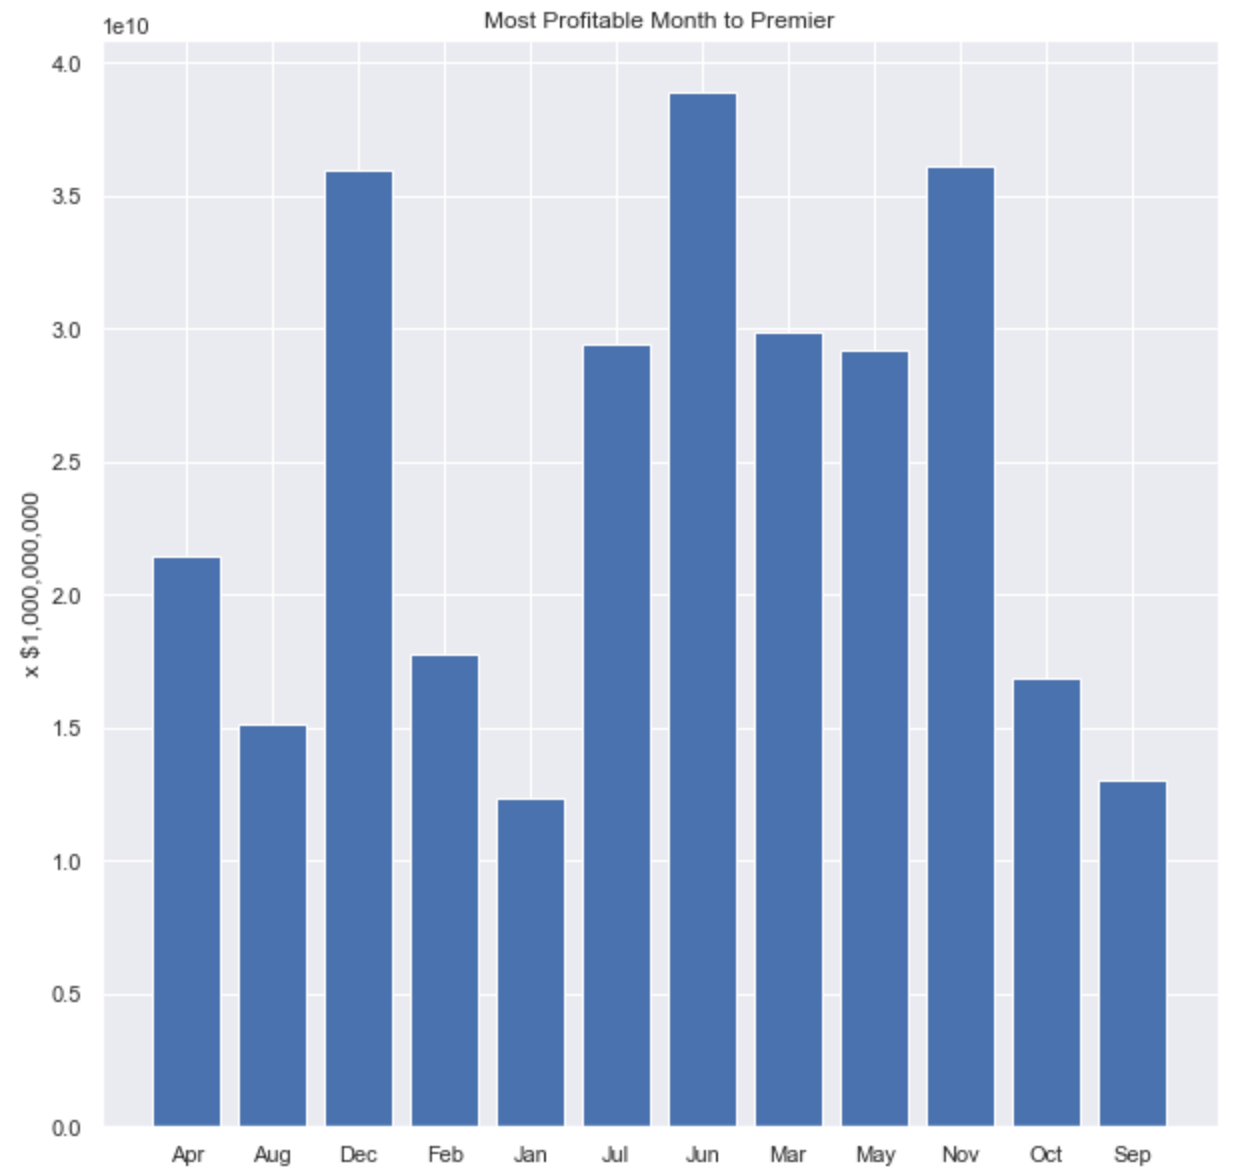 Most Profitable Month to Premier
1e10
4.0
3.5
3.0
2.5
2.0
1.5
1.0
0.5
0.0
x $1,000,000,000
Apr Aug Dec Feb Jan Jul Jun Mar May Nov Oct Sep